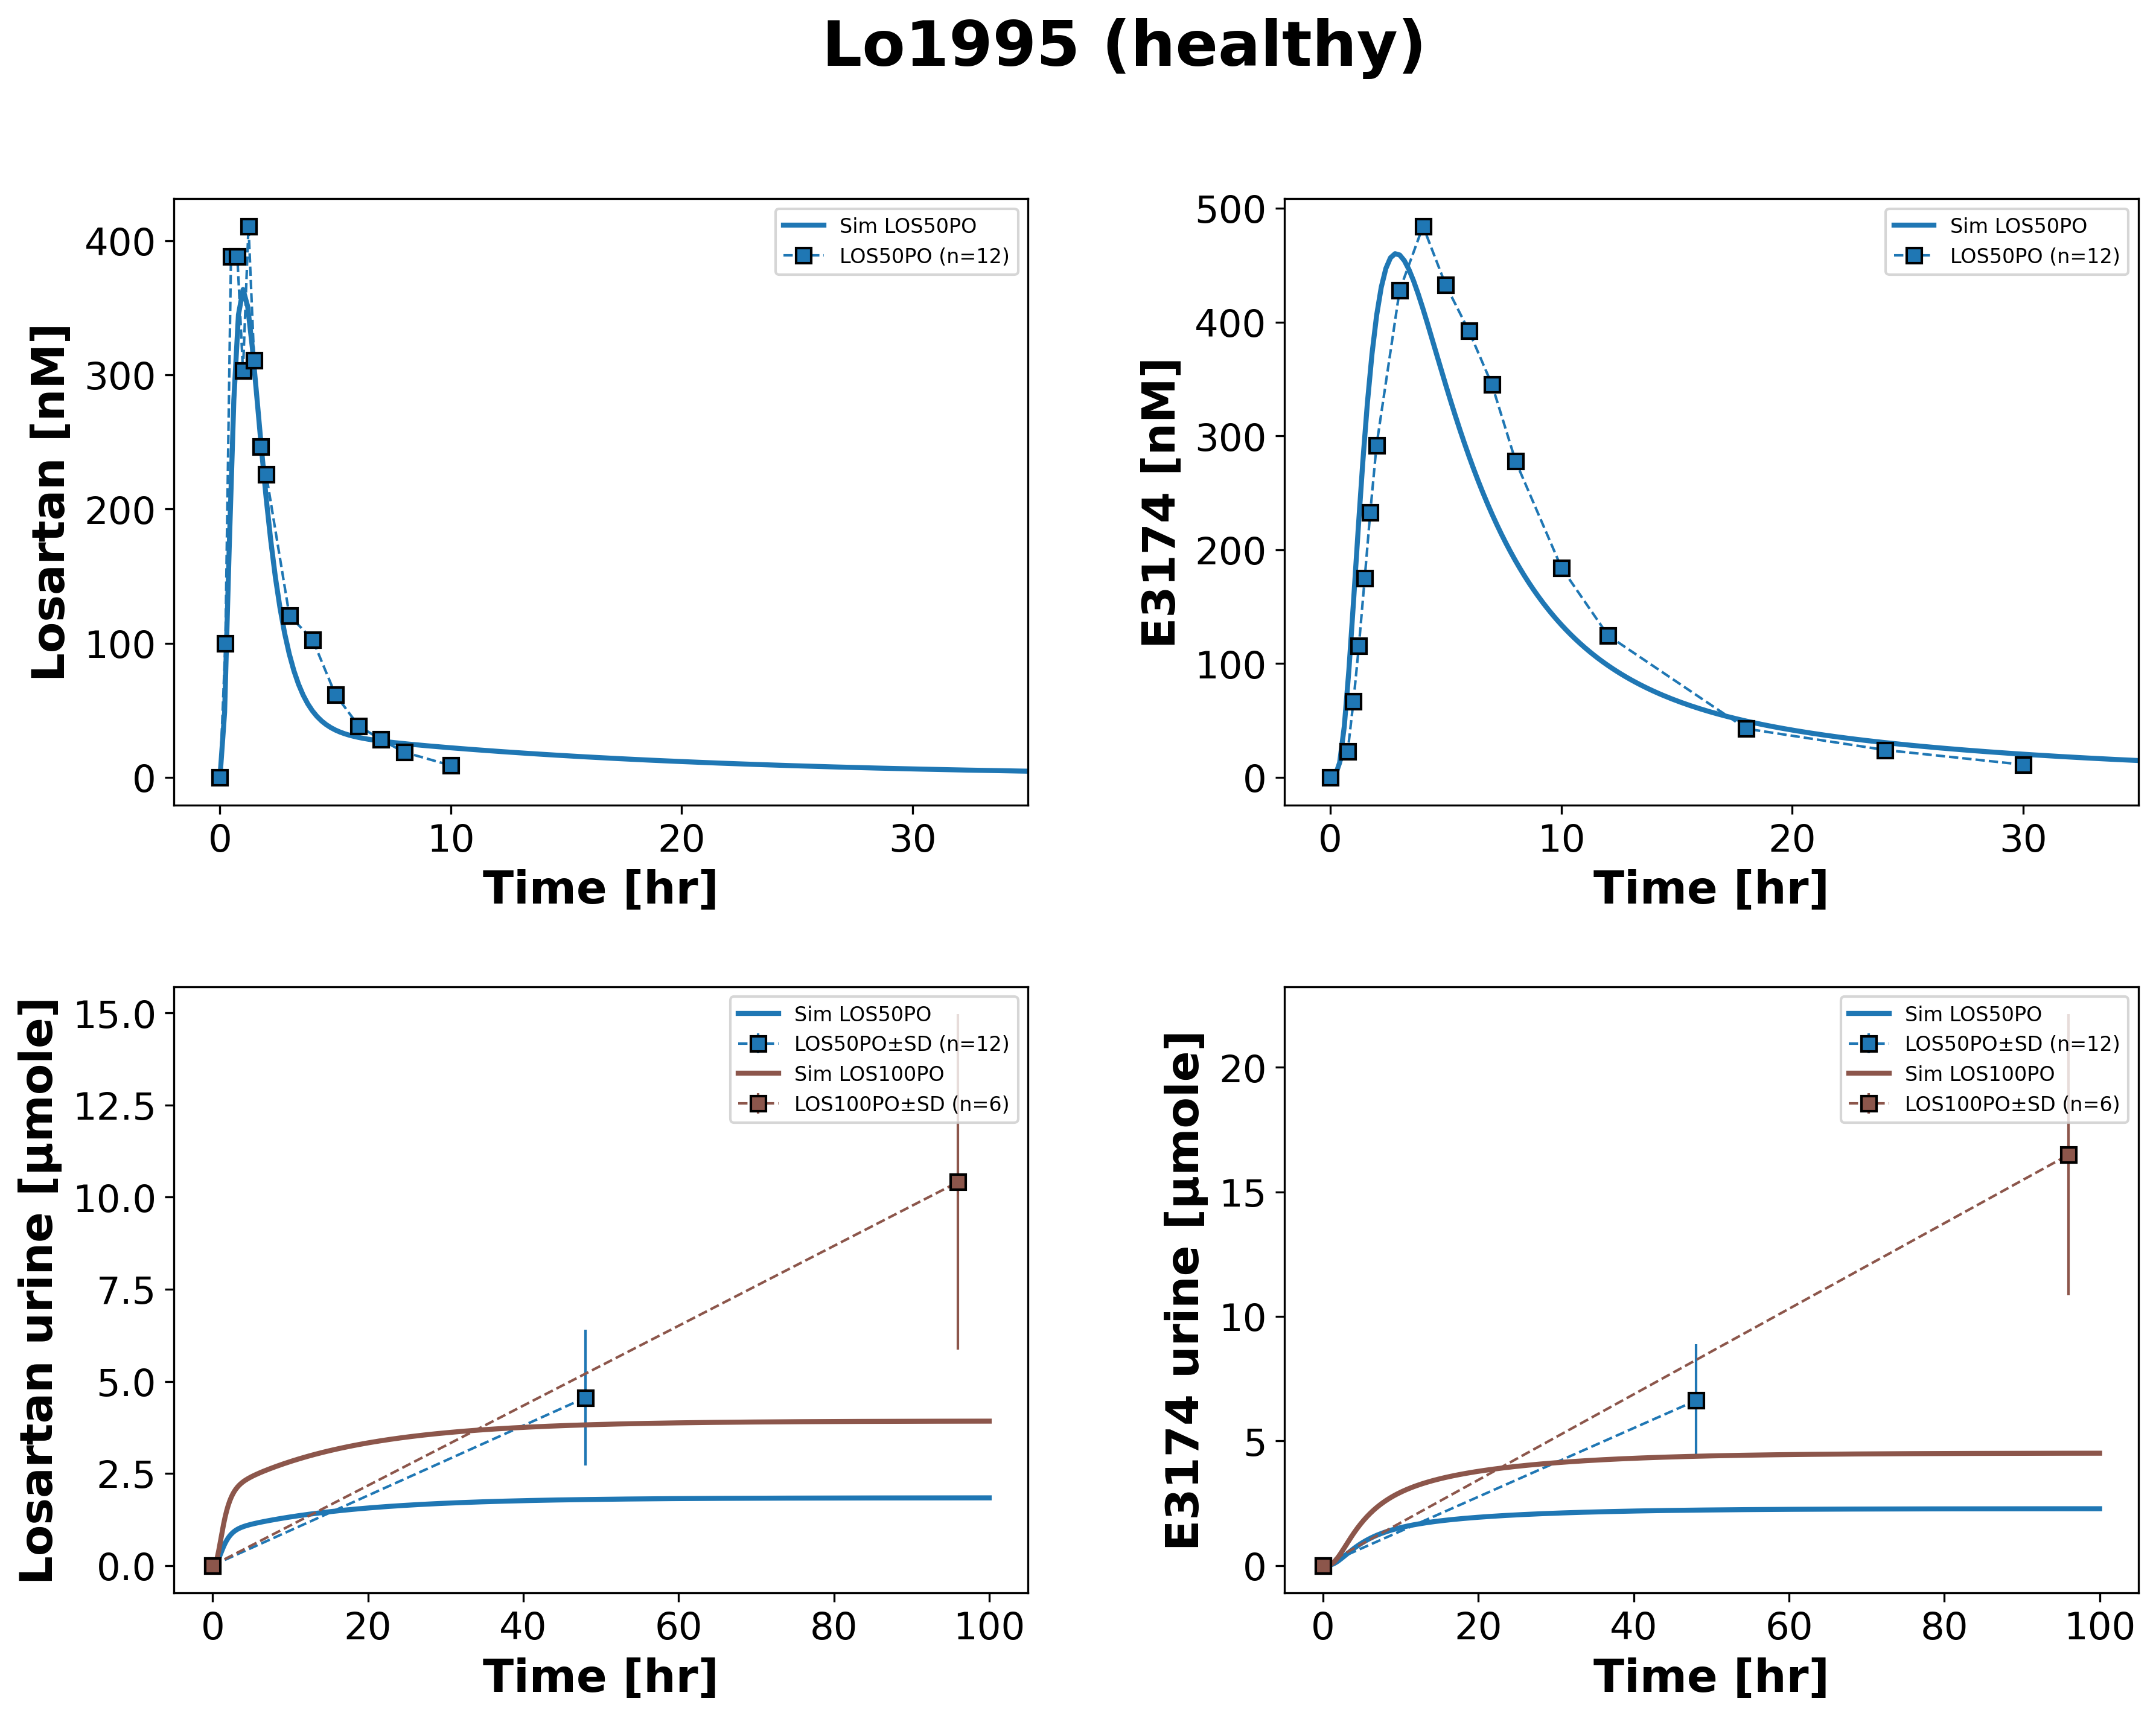 Lo1995 (healthy)
Losartan [nM]
400
300
200
100
0
0 10 20 30
Time [hr]
Sim LOS50PO
LOS50PO (n=12)
E3174 [nM]
500
400
300
200
100
0
0 10 20 30
Time [hr]
Sim LOS50PO
LOS50PO (n=12)
Losartan urine [µmole]
15.0
12.5
10.0
7.5
5.0
2.5
0.0
0 20 40 60 80 100
Time [hr]
Sim LOS50PO
LOS50PO±SD (n=12)
Sim LOS100PO
LOS100PO±SD (n=6)
E3174 urine [µmole]
20
15
10
5
0
0 20 40 60 80 100
Time [hr]
Sim LOS50PO
LOS50PO±SD (n=12)
Sim LOS100PO
LOS100PO±SD (n=6)